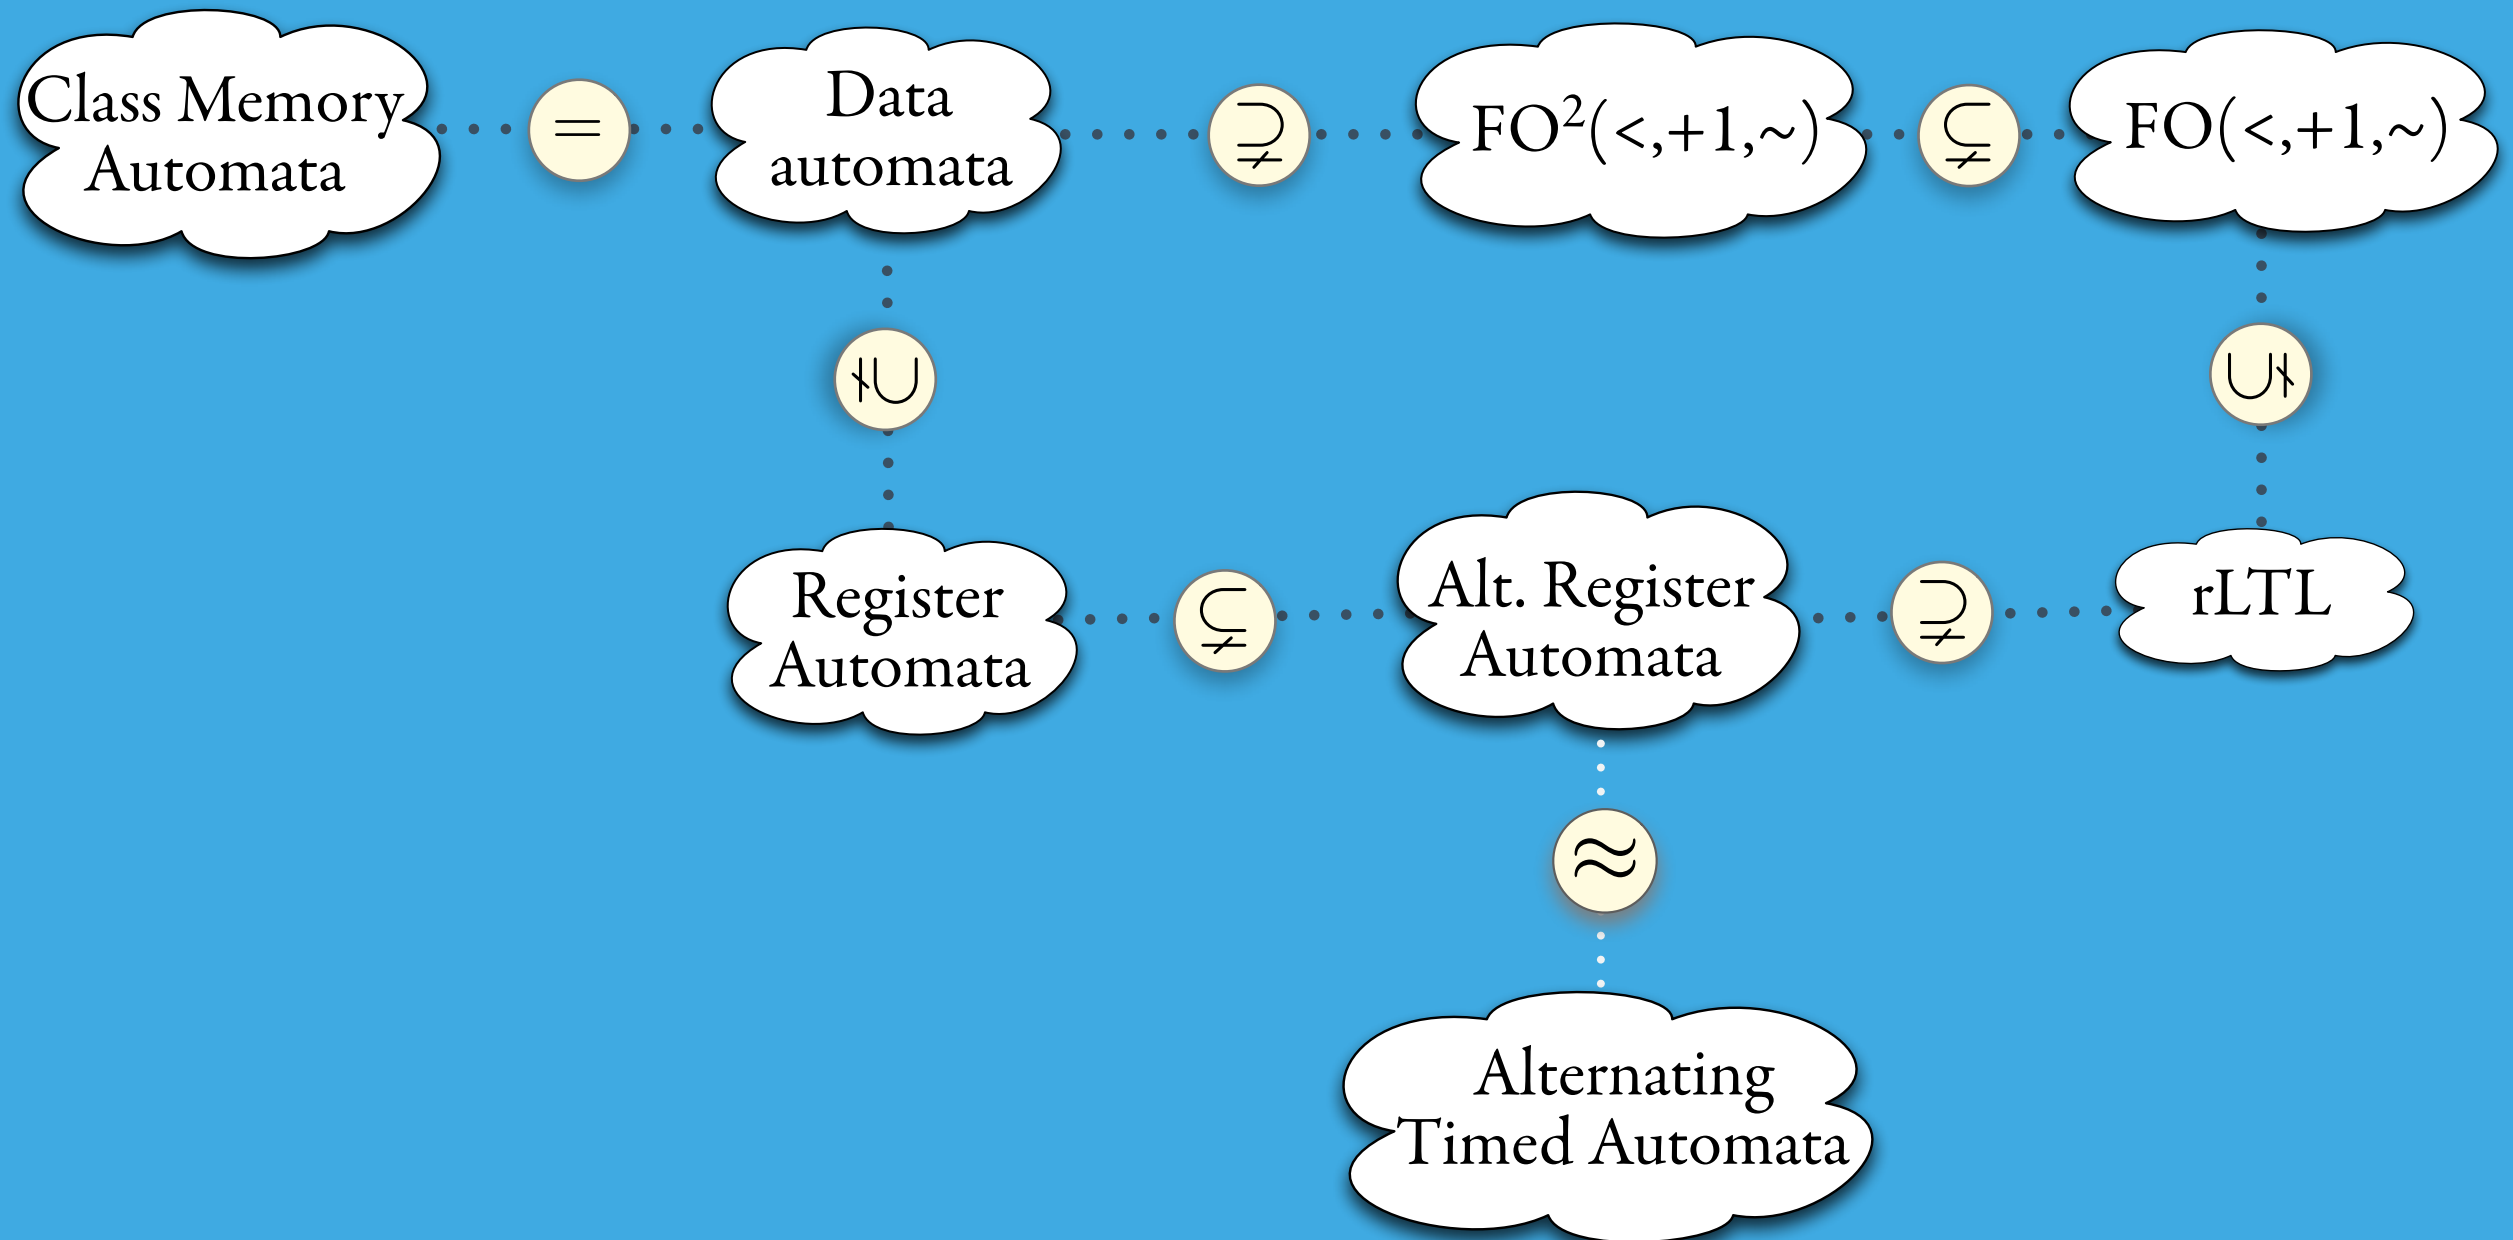 Class Memory
Automata
=
Data
automata
⊋
FO²(<,+1,~)
⊊
FO(<,+1,~)
⊊
⊊
Register
Automata
⊊
Alt. Register
Automata
⊋
rLTL
≈
Alternating
Timed Automata